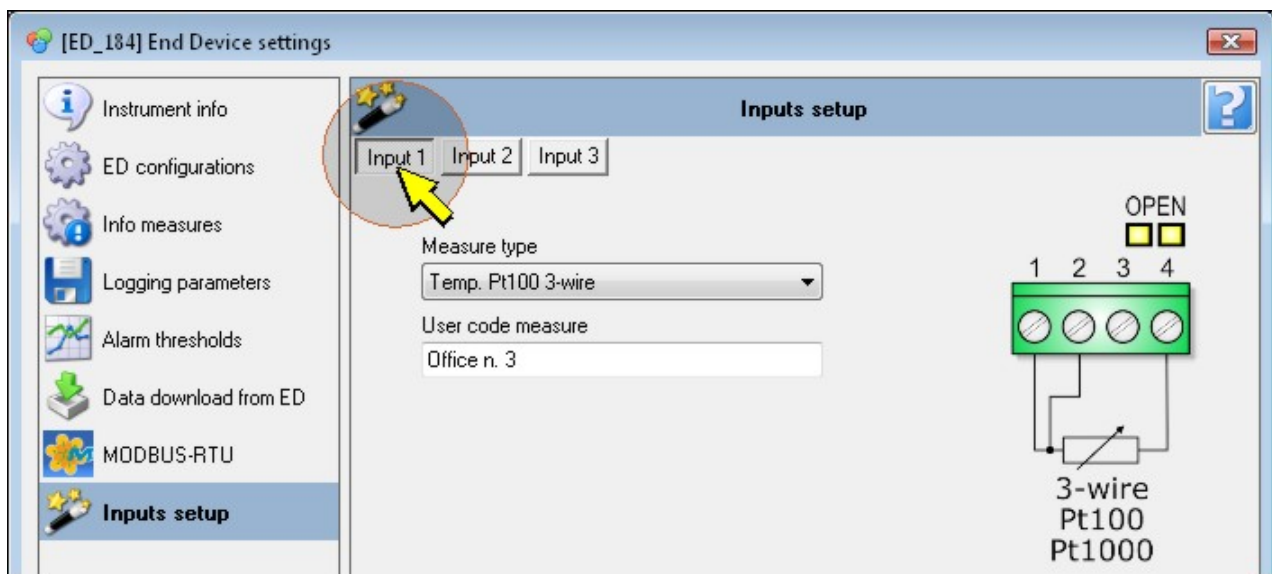 [ED_184] End Device settings
Instrument info
ED configurations
Info measures
Logging parameters
Alarm thresholds
Data download from ED
MODBUS-RTU
Inputs setup
Inputs setup
Input 1 Input 2 Input 3
Measure type
Temp. Pt100 3-wire
User code measure
Office n. 3
OPEN
1 2 3 4
3-wire
Pt100
Pt1000